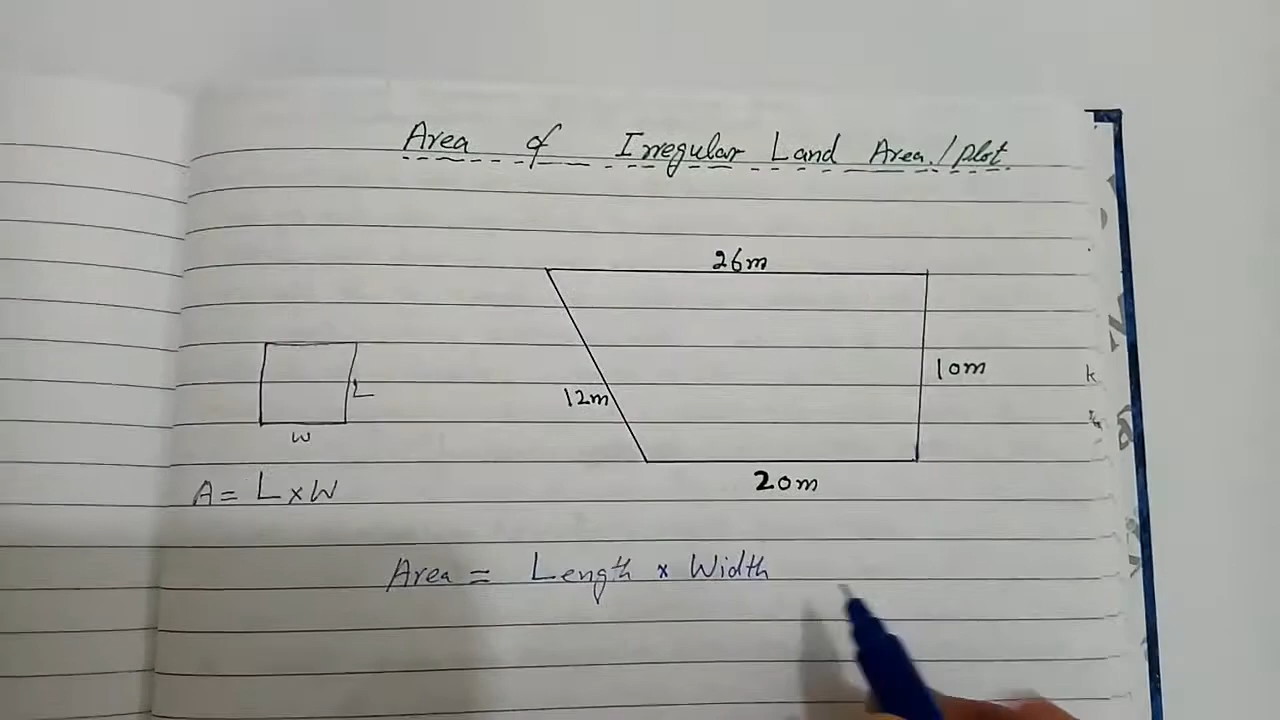 Area of Irregular Land Area./plot.
26m
10m
12m
L
W
20m
A = L x W
Area = Length x Width